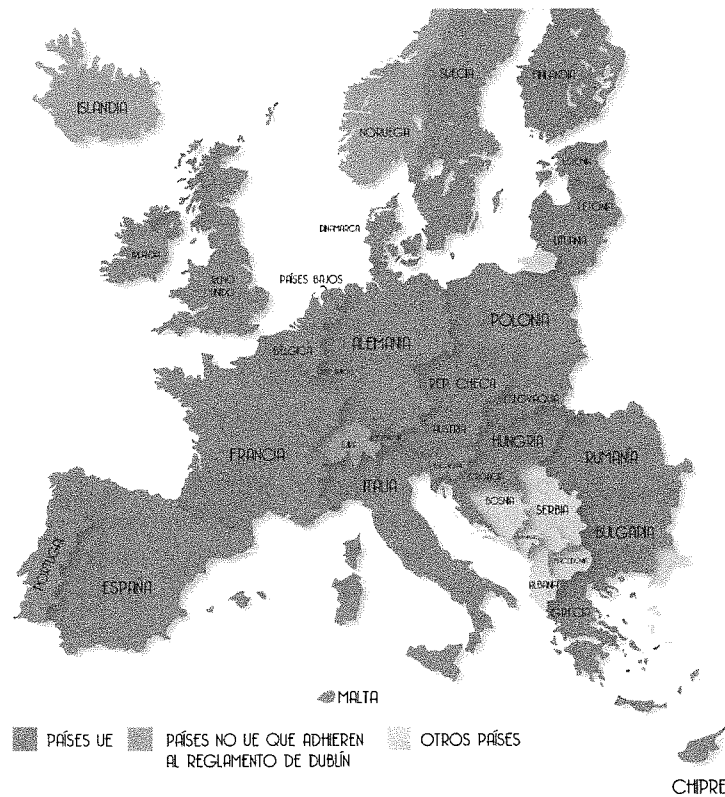 ISLANDIA
SUECIA
FINLANDIA
NORUEGA
ESTONIA
LETONIA
LITUANIA
DINAMARCA
IRLANDA
REINO
UNIDO
PAÍSES BAJOS
POLONIA
BÉLGICA
ALEMANIA
REP. CHECA
ESLOVAQUIA
AUSTRIA
HUNGRÍA
FRANCIA
RUMANÍA
ITALIA
CROACIA
BOSNIA
SERBIA
BULGARIA
PORTUGAL
ESPAÑA
MACEDONIA
ALBANIA
GRECIA
MALTA
PAÍSES UE
PAÍSES NO UE QUE ADHIEREN
AL REGLAMENTO DE DUBLÍN
OTROS PAÍSES
CHIPRE